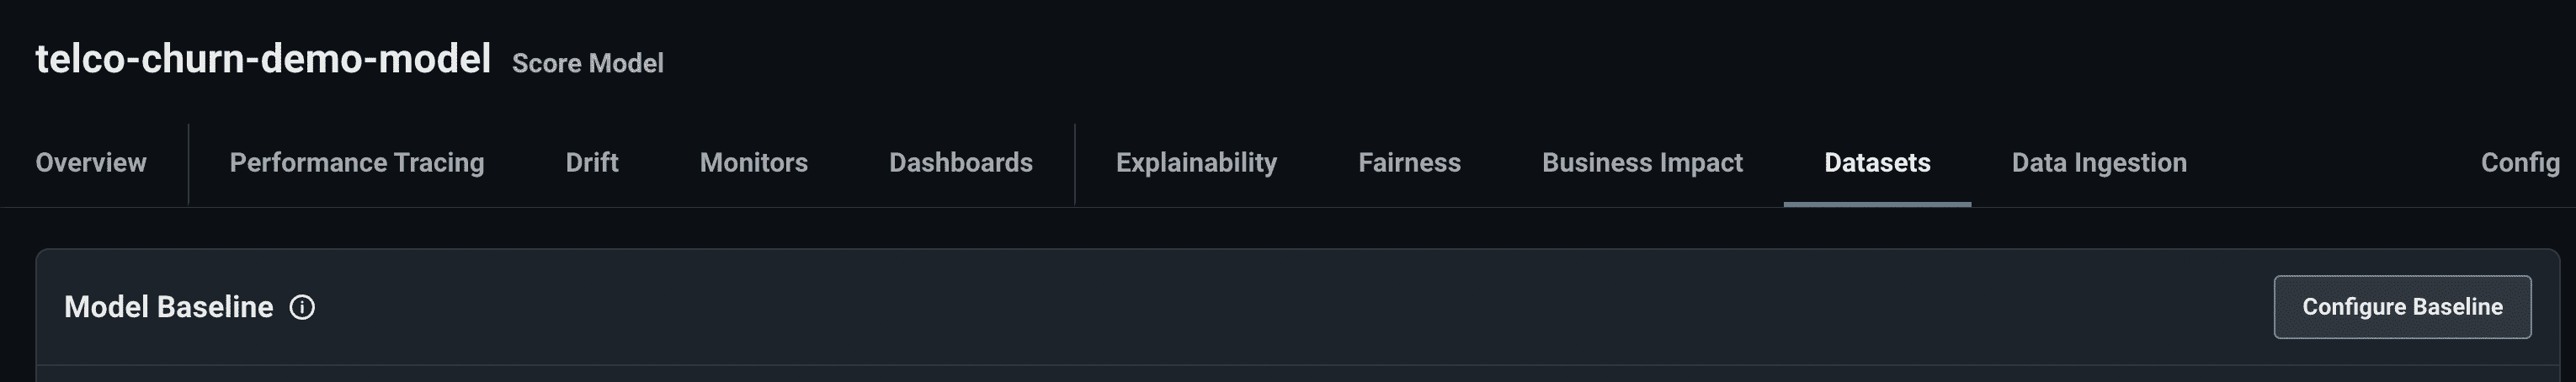 telco-churn-demo-model Score Model
Overview Performance Tracing Drift Monitors Dashboards Explainability Fairness Business Impact Datasets Data Ingestion Config
Model Baseline Configure Baseline